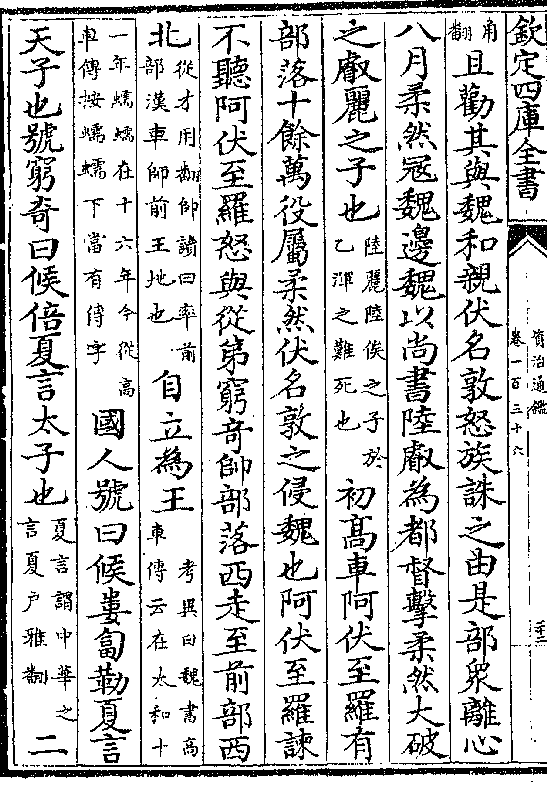 欽定四庫全書
資治通鑑
卷一百三十六
角翻且勸其與魏和親伏名敦怒族誅之由是部衆離心
八月柔然冦魏邊魏以尚書陸叡為都督擊柔然大破
之叡麗之子也陸麗陸俟之子於乙渾之難死也初髙車阿伏至羅有
部落十餘萬役屬柔然伏名敦之侵魏也阿伏至羅諫
不聽阿伏至羅怒與從弟窮竒帥部落西走至前部西
北從才用翻帥讀曰率前部漢車師前王地也自立為王考異曰魏書髙車傳云在太和十
一年蠕蠕在十六年今從髙車傳按蠕蠕下當有傳字國人號曰候婁匐勒夏言
天子也號窮竒曰候倍夏言太子也夏言謂中華之言夏户雅翻二